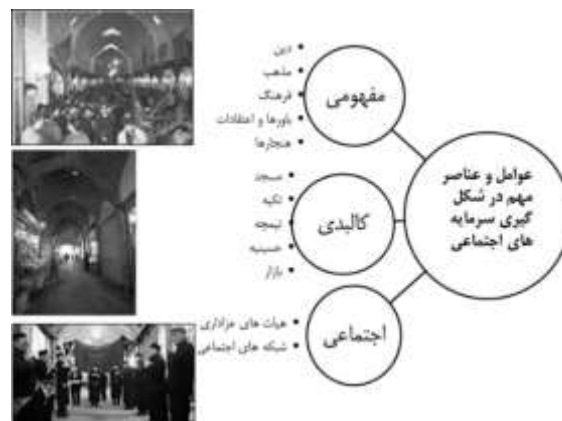 عوامل و عناصر
مهم در شکل
گیری سرمایه
های اجتماعی
مفهومی
• دین
• مذهب
• فرهنگ
• باورها و اعتقادات
• هنجارها
کالبدی
• مسجد
• تکیه
• تیمچه
• حسینیه
• بازار
اجتماعی
• هیات های عزاداری
• شبکه های اجتماعی